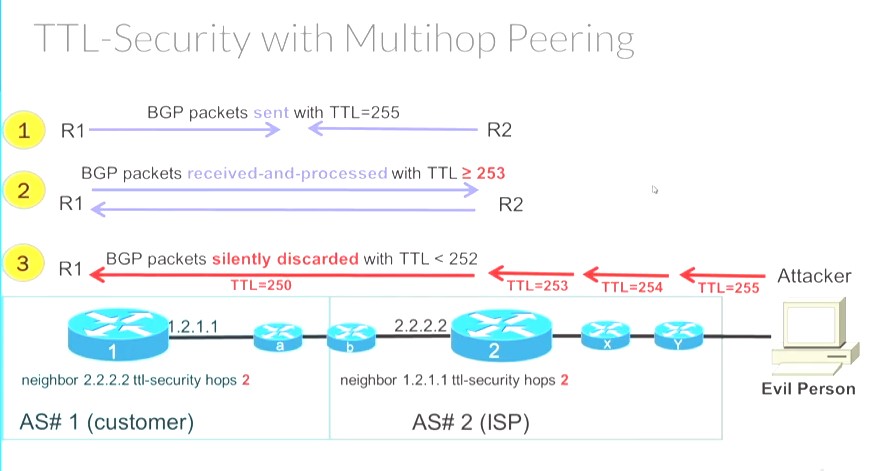 TTL-Security with Multihop Peering
BGP packets sent with TTL=255
1 R1 R2
BGP packets received-and-processed with TTL ≥ 253
2 R1 R2
3 R1 BGP packets silently discarded with TTL < 252
Attacker
TTL=250 TTL=253 TTL=254 TTL=255
1.2.1.1 2.2.2.2
1 a b 2 X Y
neighbor 2.2.2.2 ttl-security hops 2 neighbor 1.2.1.1 ttl-security hops 2
Evil Person
AS# 1 (customer) AS# 2 (ISP)